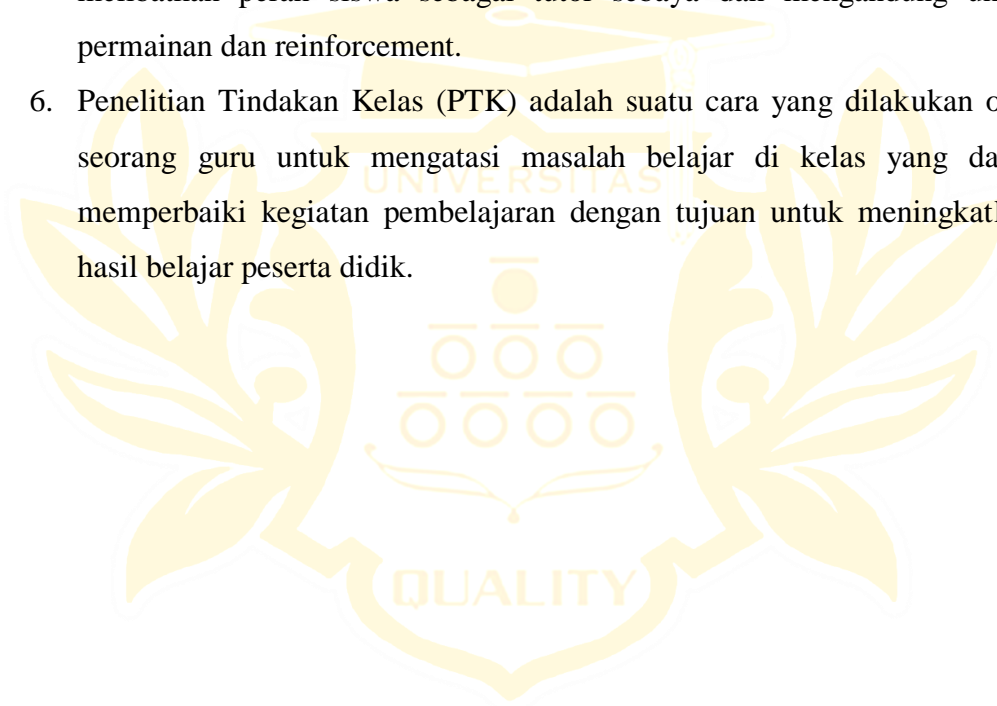 melibatkan peran siswa sebagai tutor sebaya dan mengandung
permainan dan reinforcement.
6. Penelitian Tindakan Kelas (PTK) adalah suatu cara yang dilakukan o
seorang guru untuk mengatasi masalah belajar di kelas yang da
UNIVERSITAS
memperbaiki kegiatan pembelajaran dengan tujuan untuk meningkatk
hasil belajar peserta didik.
QUALITY